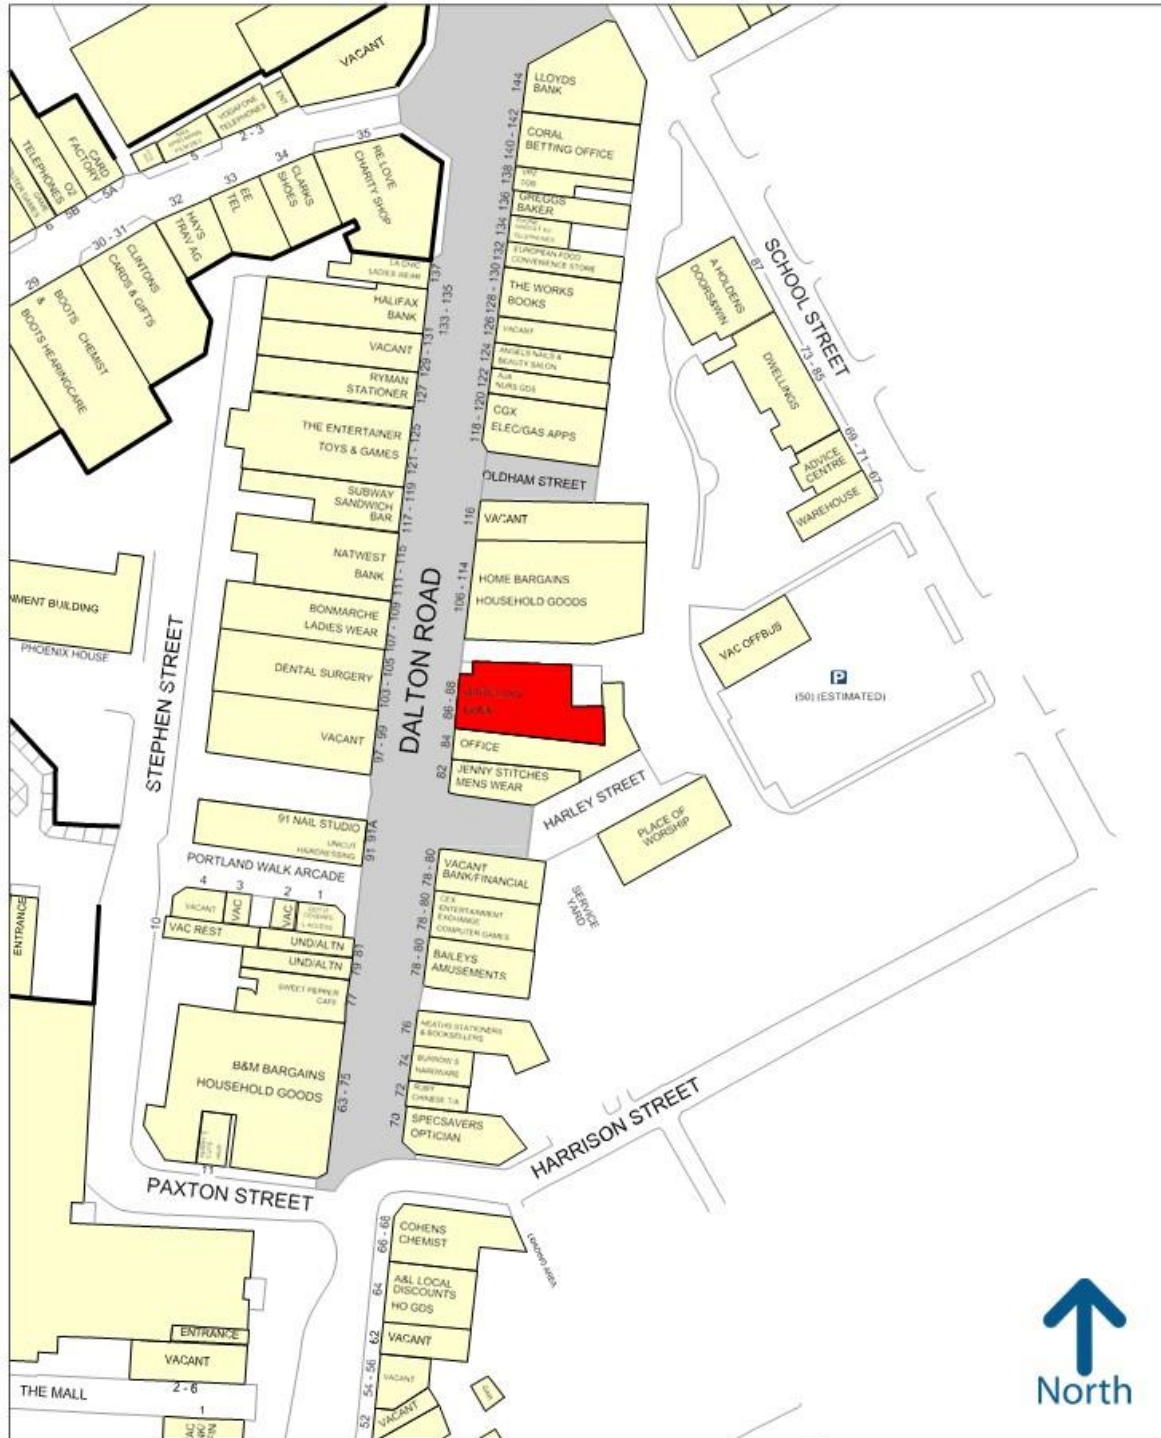 VACANT
VODAFONE
TELEPHONES
ENT
2 - 3
5
CARD
FACTORY
O2
TELEPHONES
GAME
5A
5B
6
35
RE:LOVE
CHARITY SHOP
34
CLARKS
SHOES
33
EE
TEL
32
HAYS
TRAV AG
30 - 31
CLINTONS
CARDS & GIFTS
29
BOOTS CHEMIST
&
BOOTS HEARINGCARE
144
LLOYDS
BANK
140 - 142
CORAL
BETTING OFFICE
138
136
GREGGS
BAKER
134
132
EUROPEAN FOOD
CONVENIENCE STORE
128 - 130
THE WORKS
BOOKS
126
VACANT
124
ANGELS NAILS &
BEAUTY SALON
122
NURS GDS
118 - 120
CGX
ELEC/GAS APPS
OLDHAM STREET
116
VACANT
106 - 114
HOME BARGAINS
HOUSEHOLD GOODS
86 - 88
84
OFFICE
82
JENNY STITCHES
MENS WEAR
HARLEY STREET
PLACE OF
WORSHIP
SERVICE
YARD
78 - 80
VACANT
BANK/FINANCIAL
78 - 80
CEX
ENTERTAINMENT
EXCHANGE
COMPUTER GAMES
78 - 80
BAILEYS
AMUSEMENTS
76
HEATHS STATIONERS
& BOOKSELLERS
74
BURROW'S
HARDWARE
72
RUBY
CHINESE T/A
70
SPECSAVERS
OPTICIAN
HARRISON STREET
LOADING AREA
66 - 68
COHENS
CHEMIST
64
A&L LOCAL
DISCOUNTS
HO GDS
62
VACANT
54 - 56
VACANT
52
VACANT
137
LADIES WEAR
133 - 135
HALIFAX
BANK
129 - 131
VACANT
127
RYMAN
STATIONER
121 - 125
THE ENTERTAINER
TOYS & GAMES
117 - 119
SUBWAY
SANDWICH
BAR
111 - 115
NATWEST
BANK
107 - 109
BONMARCHE
LADIES WEAR
103 - 105
DENTAL SURGERY
97 - 99
VACANT
DALTON ROAD
STEPHEN STREET
91 91A
91 NAIL STUDIO
UNICUT
HAIRDRESSING
PORTLAND WALK ARCADE
4
VACANT
3
VAC
2
VAC
1
10
VAC REST
81
UND/ALTN
79
UND/ALTN
77
SWEET PEPPER
CAFE
63 - 75
B&M BARGAINS
HOUSEHOLD GOODS
11
PAXTON STREET
NMENT BUILDING
PHOENIX HOUSE
ENTRANCE
ENTRANCE
VACANT
2 - 6
THE MALL
1
SCHOOL STREET
87
A HOLDENS
DOORS&WIN
73 - 85
DWELLINGS
69 - 71
67
ADVICE
CENTRE
WAREHOUSE
VAC OFFBUS
P
(50) (ESTIMATED)
North